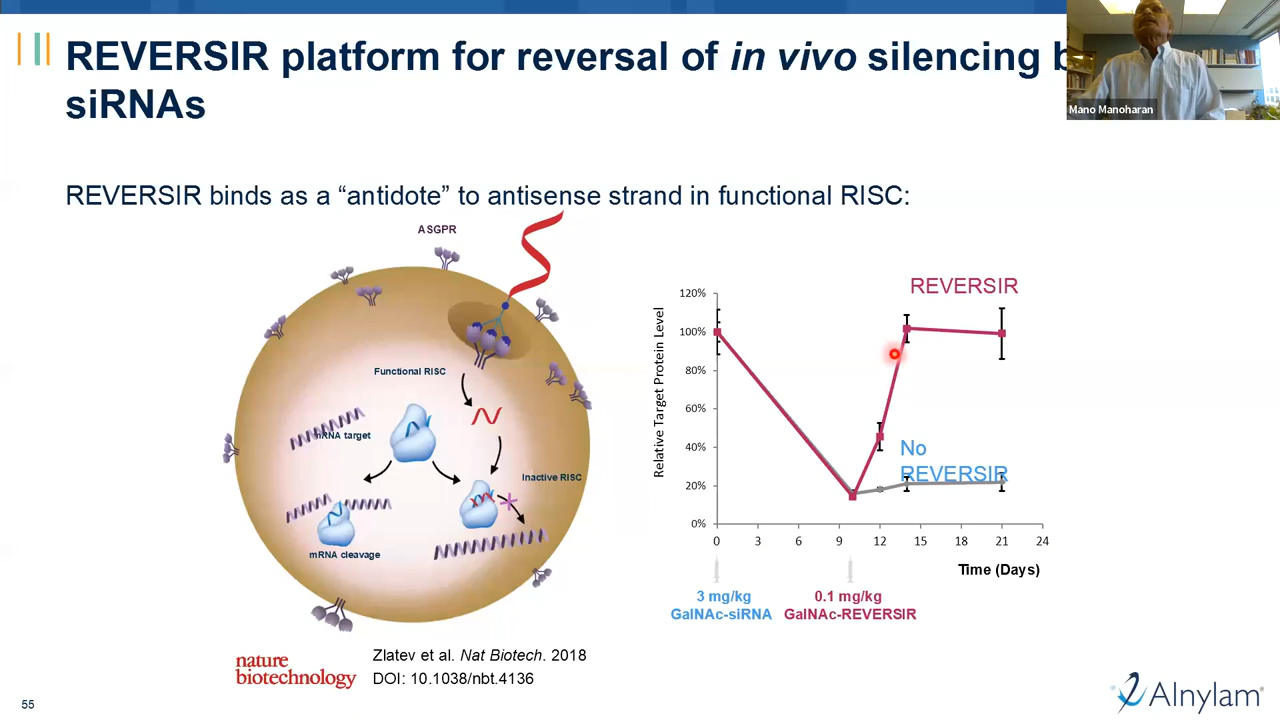 REVERSIR platform for reversal of in vivo silencing
siRNAs
Mano Manoharan
REVERSIR binds as a “antidote” to antisense strand in functional RISC:
ASGPR
Functional RISC
mRNA target
Inactive RISC
mRNA cleavage
Relative Target Protein Level
120%
100%
80%
60%
40%
20%
0%
REVERSIR
No
REVERSIR
0 3 6 9 12 15 18 21 24
Time (Days)
3 mg/kg
GalNAc-siRNA
0.1 mg/kg
GalNAc-REVERSIR
nature
biotechnology
Zlatev et al. Nat Biotech. 2018
DOI: 10.1038/nbt.4136
55
Alnylam®